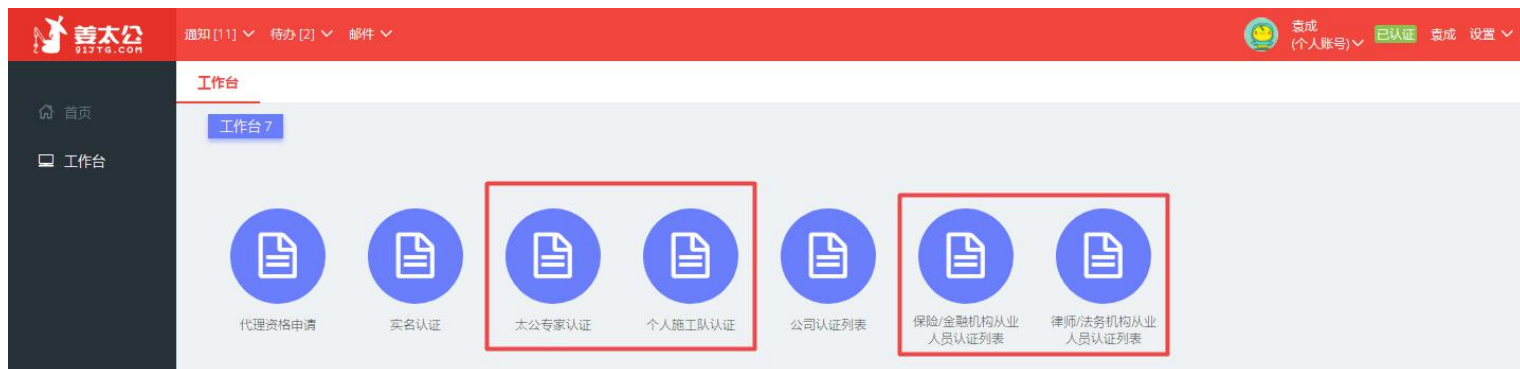 姜太公
913TG.COM
通知 [11] 待办 [2] 邮件
袁成
(个人账号)
已认证 袁成 设置
工作台
首页
工作台 7
工作台
代理资格申请 实名认证 太公专家认证 个人施工队认证 公司认证列表 保险/金融机构从业 律师/法务机构从业
人员认证列表 人员认证列表